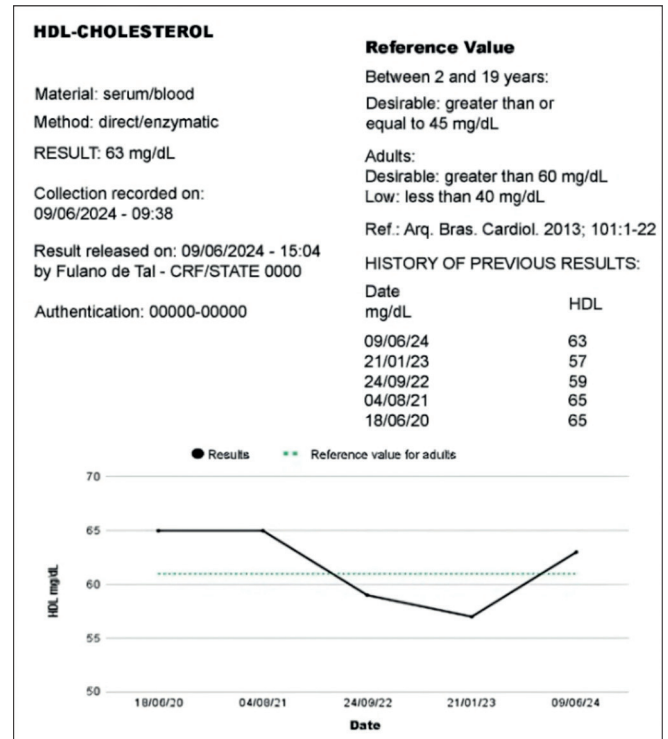 HDL-CHOLESTEROL
Material: serum/blood
Method: direct/enzymatic
RESULT: 63 mg/dL
Collection recorded on:
09/06/2024 - 09:38
Result released on: 09/06/2024 - 15:04
by Fulano de Tal - CRF/STATE 0000
Authentication: 00000-00000
Reference Value
Between 2 and 19 years:
Desirable: greater than or
equal to 45 mg/dL
Adults:
Desirable: greater than 60 mg/dL
Low: less than 40 mg/dL
Ref.: Arq. Bras. Cardiol. 2013; 101:1-22
HISTORY OF PREVIOUS RESULTS:
Date
mg/dL HDL
09/06/24 63
21/01/23 57
24/09/22 59
04/08/21 65
18/06/20 65
Results Reference value for adults
70
65
60
55
50
HDL mg/dL
18/06/20 04/08/21 24/09/22 21/01/23 09/06/24
Date